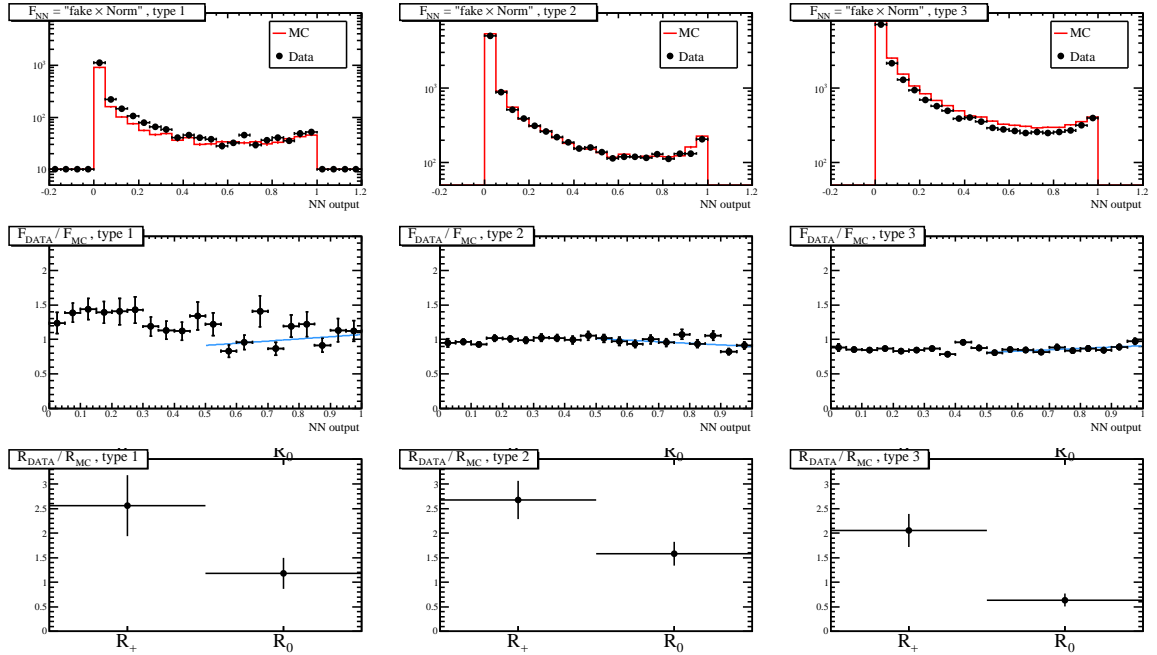 F_NN = "fake × Norm" , type 1
MC
Data
10³
10²
10
-0.2 0 0.2 0.4 0.6 0.8 1 1.2
NN output
F_NN = "fake × Norm" , type 2
MC
Data
10³
10²
-0.2 0 0.2 0.4 0.6 0.8 1 1.2
NN output
F_NN = "fake × Norm" , type 3
MC
Data
10³
10²
-0.2 0 0.2 0.4 0.6 0.8 1 1.2
NN output
F_DATA / F_MC , type 1
2
1.5
1
0.5
0
0 0.1 0.2 0.3 0.4 0.5 0.6 0.7 0.8 0.9 1
NN output
F_DATA / F_MC , type 2
2
1.5
1
0.5
0
0 0.1 0.2 0.3 0.4 0.5 0.6 0.7 0.8 0.9 1
NN output
F_DATA / F_MC , type 3
2
1.5
1
0.5
0
0 0.1 0.2 0.3 0.4 0.5 0.6 0.7 0.8 0.9 1
NN output
R_DATA / R_MC , type 1
R_0
3
2.5
2
1.5
1
0.5
0
R_+ R_0
R_DATA / R_MC , type 2
R_0
3
2.5
2
1.5
1
0.5
0
R_+ R_0
R_DATA / R_MC , type 3
R_0
3
2.5
2
1.5
1
0.5
0
R_+ R_0